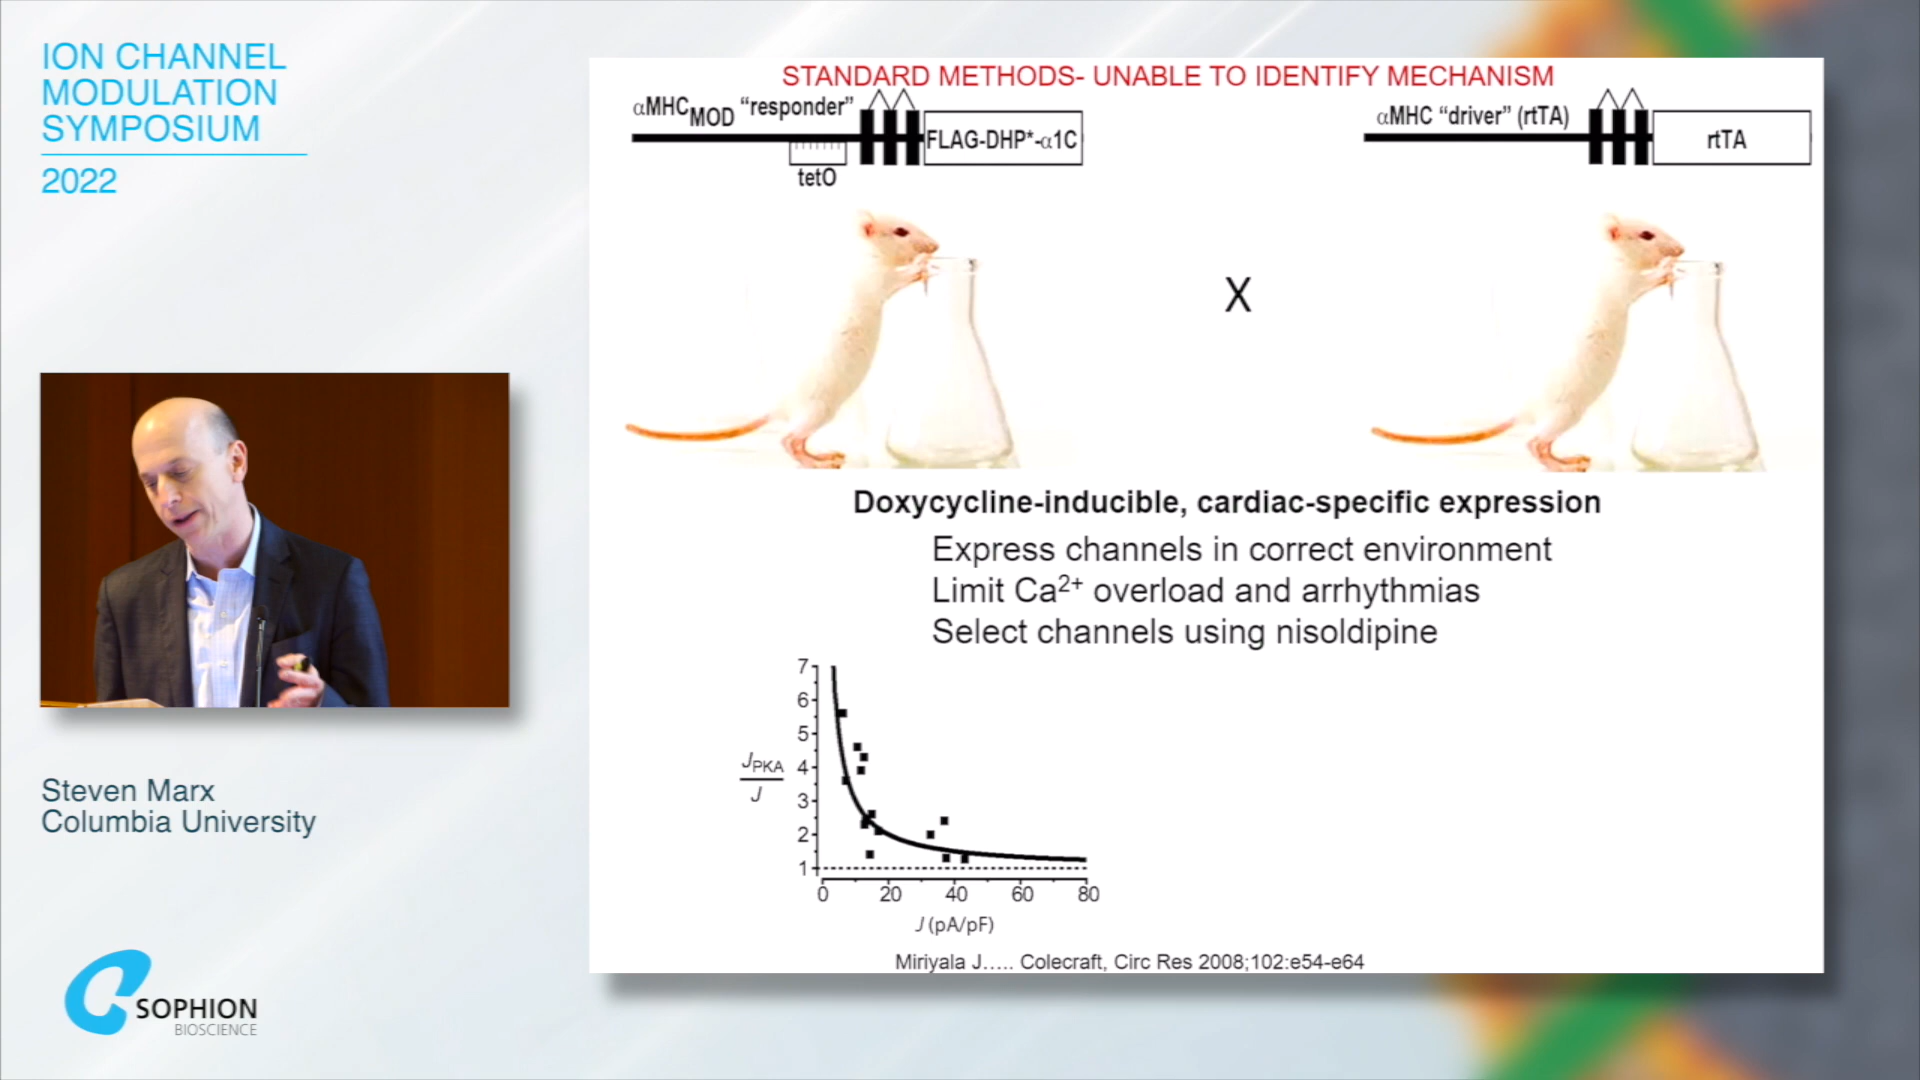 ION CHANNEL
MODULATION
SYMPOSIUM
2022
STANDARD METHODS- UNABLE TO IDENTIFY MECHANISM
αMHCMOD “responder”
FLAG-DHP*-α1C
tetO
αMHC “driver” (rtTA)
rtTA
X
Doxycycline-inducible, cardiac-specific expression
Express channels in correct environment
Limit Ca²⁺ overload and arrhythmias
Select channels using nisoldipine
7
6
5
4
3
2
1
JPKA
J
0 20 40 60 80
J (pA/pF)
Miriyala J..... Colecraft, Circ Res 2008;102:e54-e64
Steven Marx
Columbia University
SOPHION
BIOSCIENCE